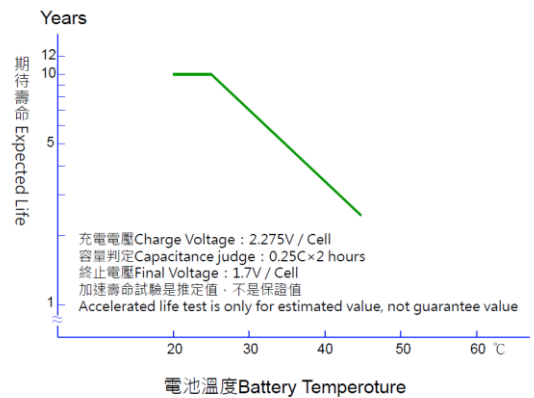 Years
12
10
5
1
期待壽命 Expected Life
充電電壓Charge Voltage：2.275V / Cell
容量判定Capacitance judge：0.25C×2 hours
終止電壓Final Voltage：1.7V / Cell
加速壽命試驗是推定值，不是保證值
Accelerated life test is only for estimated value, not guarantee value
20 30 40 50 60 ℃
電池溫度Battery Temperoture